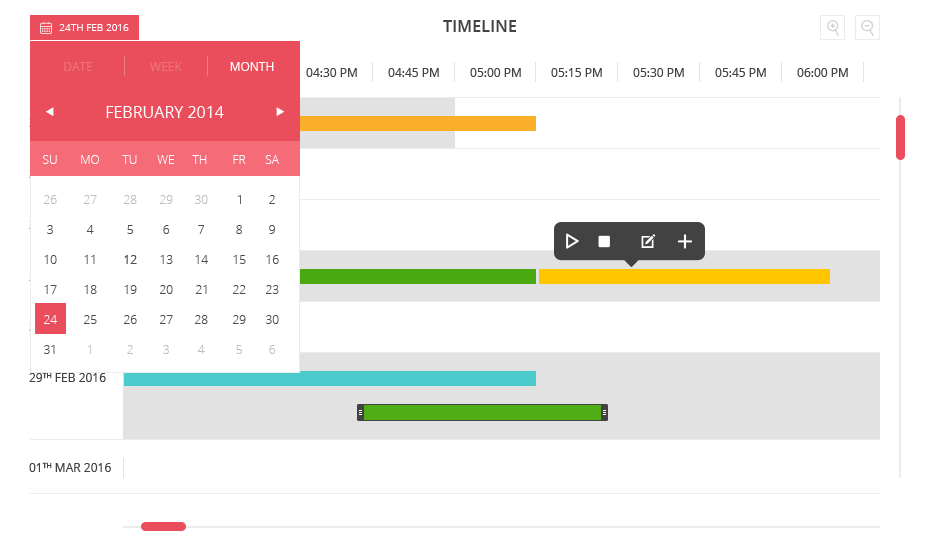 24TH FEB 2016
TIMELINE
DATE WEEK MONTH
04:30 PM 04:45 PM 05:00 PM 05:15 PM 05:30 PM 05:45 PM 06:00 PM
FEBRUARY 2014
SU MO TU WE TH FR SA
26 27 28 29 30 1 2
3 4 5 6 7 8 9
10 11 12 13 14 15 16
17 18 19 20 21 22 23
24 25 26 27 28 29 30
31 1 2 3 4 5 6
29TH FEB 2016
01TH MAR 2016